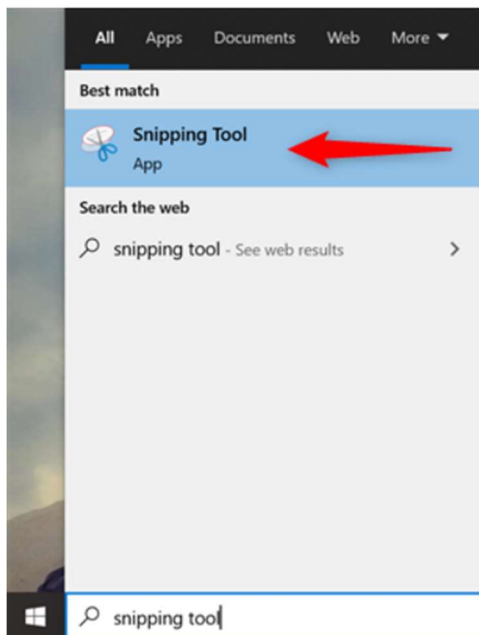 All Apps Documents Web More
Best match
Snipping Tool
App
Search the web
snipping tool - See web results
snipping tool